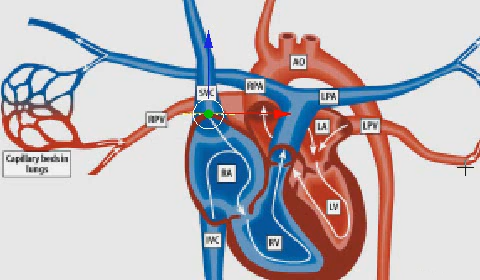 AO
RPA
SVC
LPA
RPV
LA
LPV
Capillary beds in
lungs
RA
LV
IVC
RV